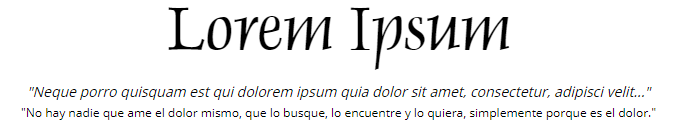 Lorem Ipsum
"Neque porro quisquam est qui dolorem ipsum quia dolor sit amet, consectetur, adipisci velit..."
"No hay nadie que ame el dolor mismo, que lo busque, lo encuentre y lo quiera, simplemente porque es el dolor."